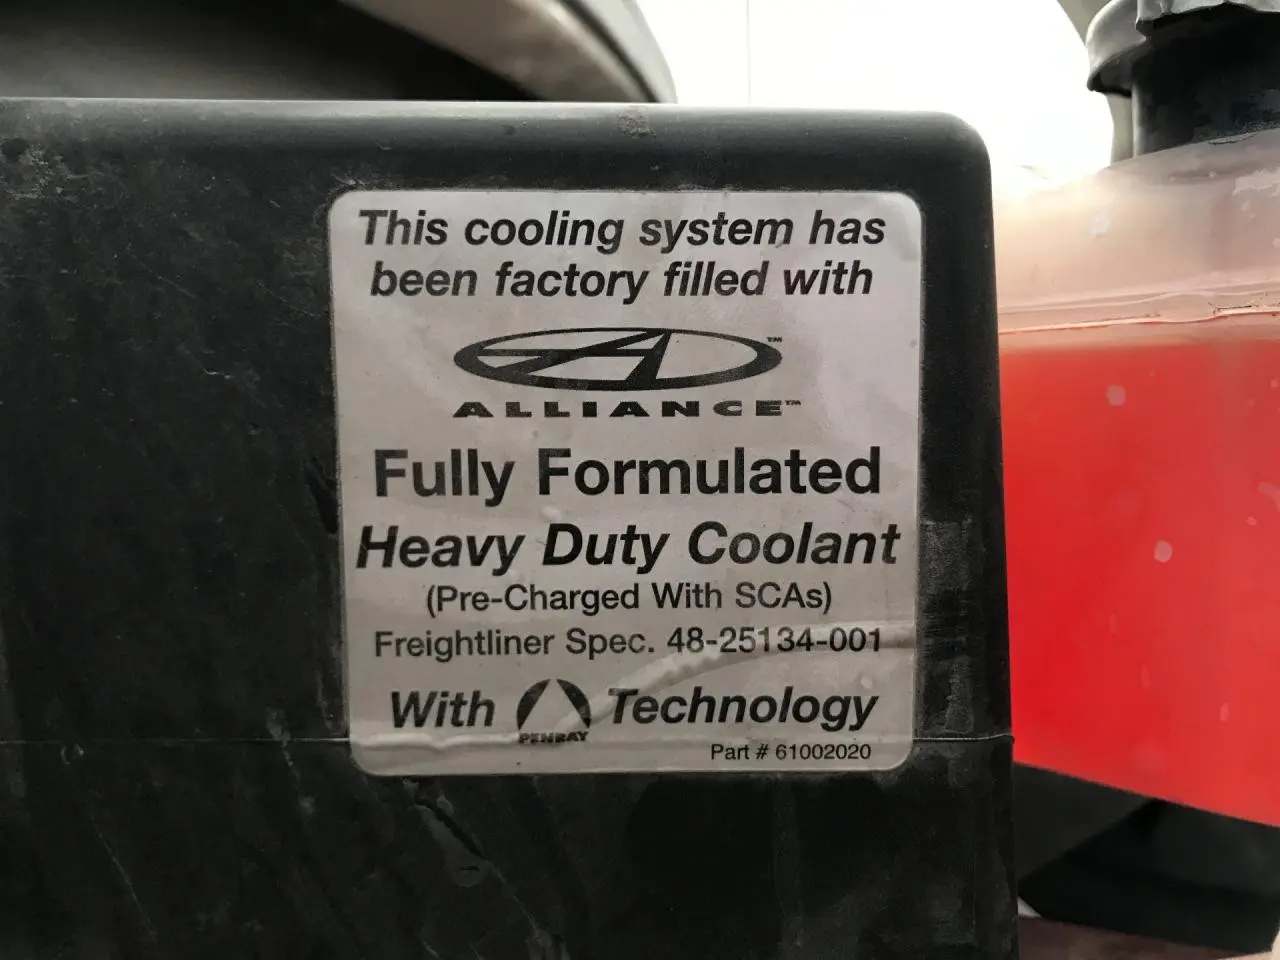 This cooling system has
been factory filled with
ALLIANCE™
Fully Formulated
Heavy Duty Coolant
(Pre-Charged With SCAs)
Freightliner Spec. 48-25134-001
With PENRAY Technology
Part # 61002020